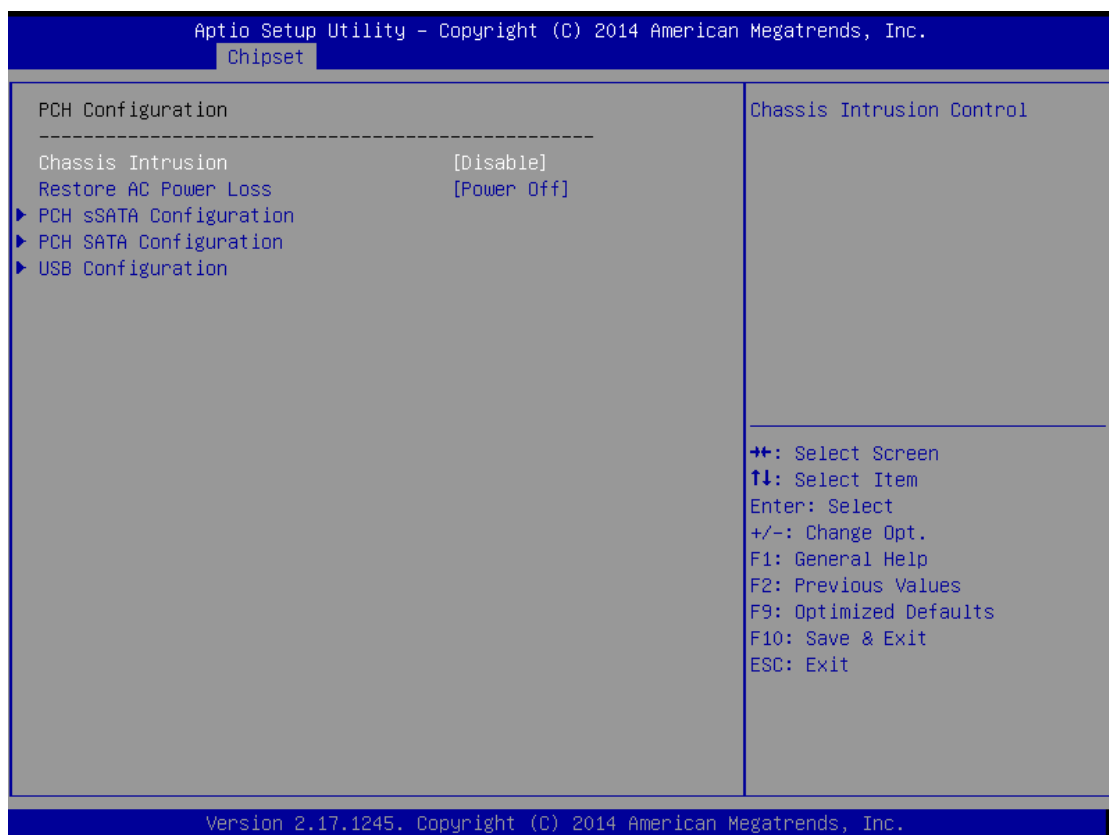 Aptio Setup Utility – Copyright (C) 2014 American Megatrends, Inc.
Chipset
PCH Configuration
--------------------------------------------------
Chassis Intrusion [Disable]
Restore AC Power Loss [Power Off]
▶ PCH sSATA Configuration
▶ PCH SATA Configuration
▶ USB Configuration
Chassis Intrusion Control
→←: Select Screen
↑↓: Select Item
Enter: Select
+/-: Change Opt.
F1: General Help
F2: Previous Values
F9: Optimized Defaults
F10: Save & Exit
ESC: Exit
Version 2.17.1245. Copyright (C) 2014 American Megatrends, Inc.